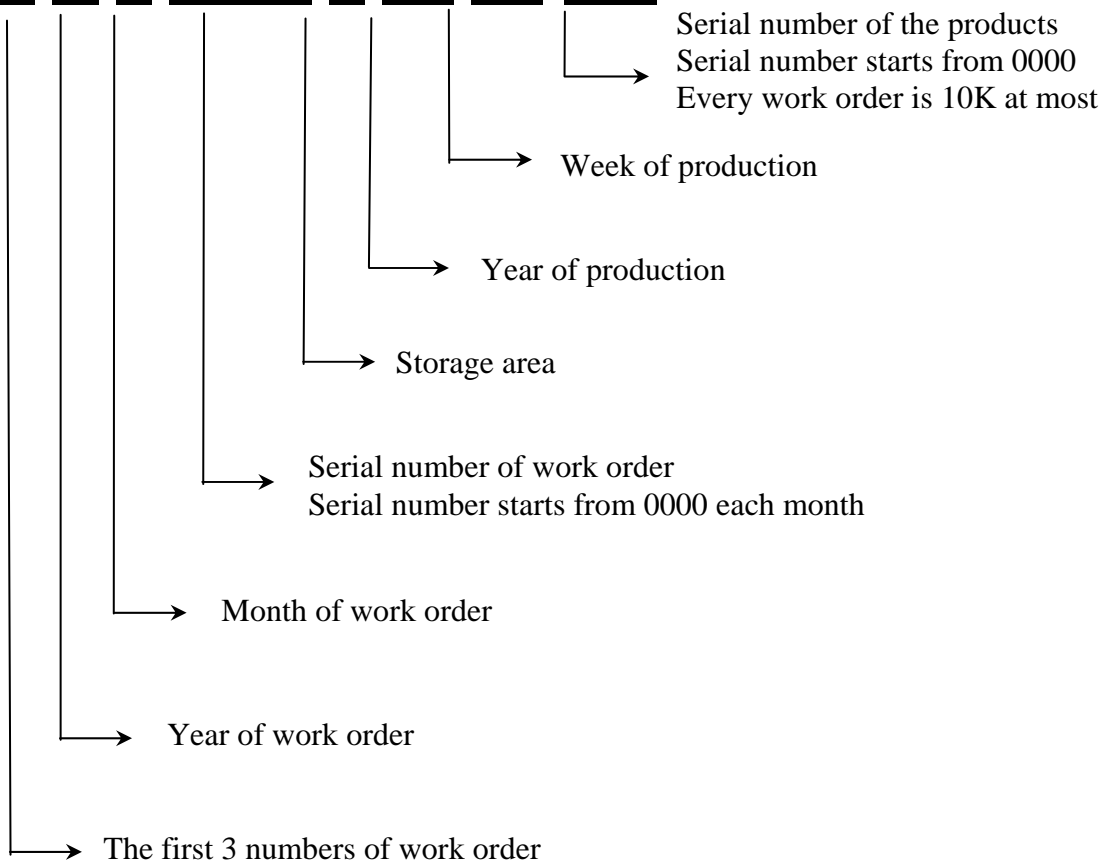 Serial number of the products
Serial number starts from 0000
Every work order is 10K at most
Week of production
Year of production
Storage area
Serial number of work order
Serial number starts from 0000 each month
Month of work order
Year of work order
The first 3 numbers of work order